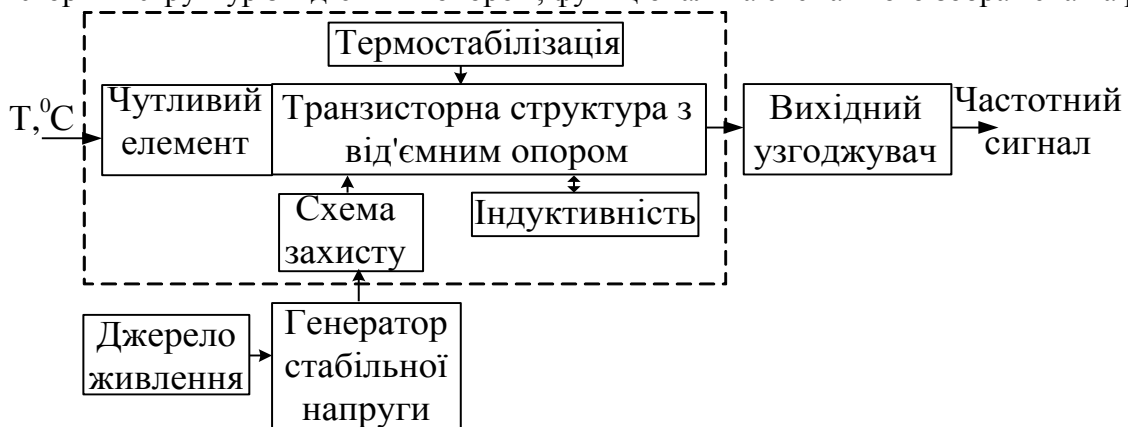 Термостабілізація
Т,⁰С
Чутливий
елемент
Транзисторна структура з
від'ємним опором
Вихідний
узгоджувач
Частотний
сигнал
Схема
захисту
Індуктивність
Джерело
живлення
Генератор
стабільної
напруги